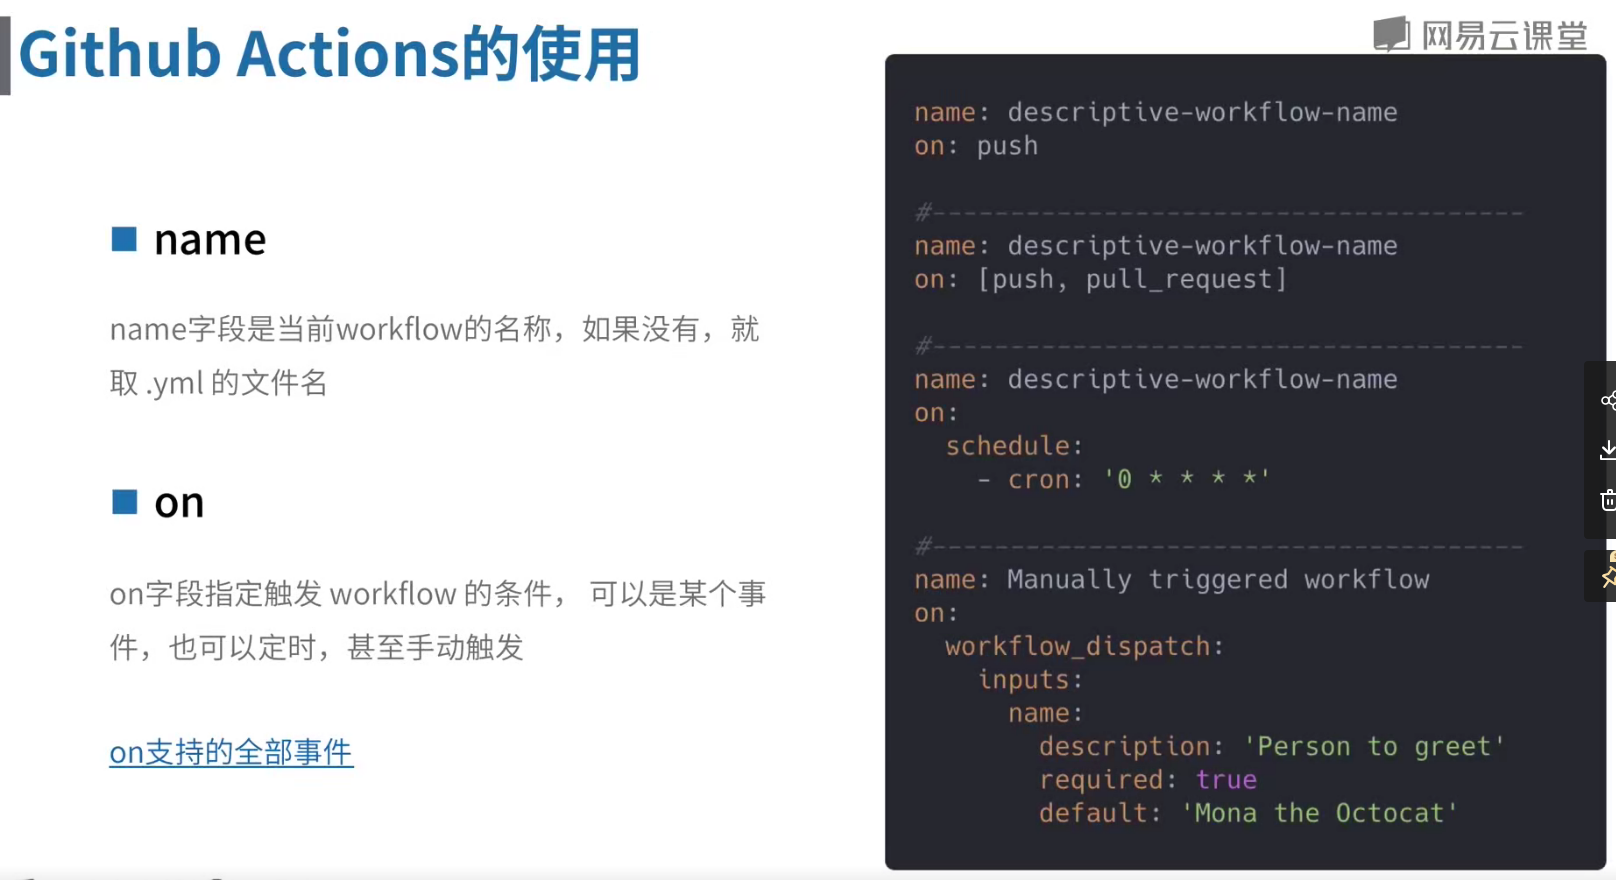 Github Actions的使用
网易云课堂
name
name字段是当前workflow的名称，如果没有，就
取 .yml 的文件名
on
on字段指定触发 workflow 的条件， 可以是某个事
件，也可以定时，甚至手动触发
on支持的全部事件
name: descriptive-workflow-name
on: push
#--------------------------------------
name: descriptive-workflow-name
on: [push, pull_request]
#--------------------------------------
name: descriptive-workflow-name
on:
  schedule:
    - cron: '0 * * * *'
#--------------------------------------
name: Manually triggered workflow
on:
  workflow_dispatch:
    inputs:
      name:
        description: 'Person to greet'
        required: true
        default: 'Mona the Octocat'